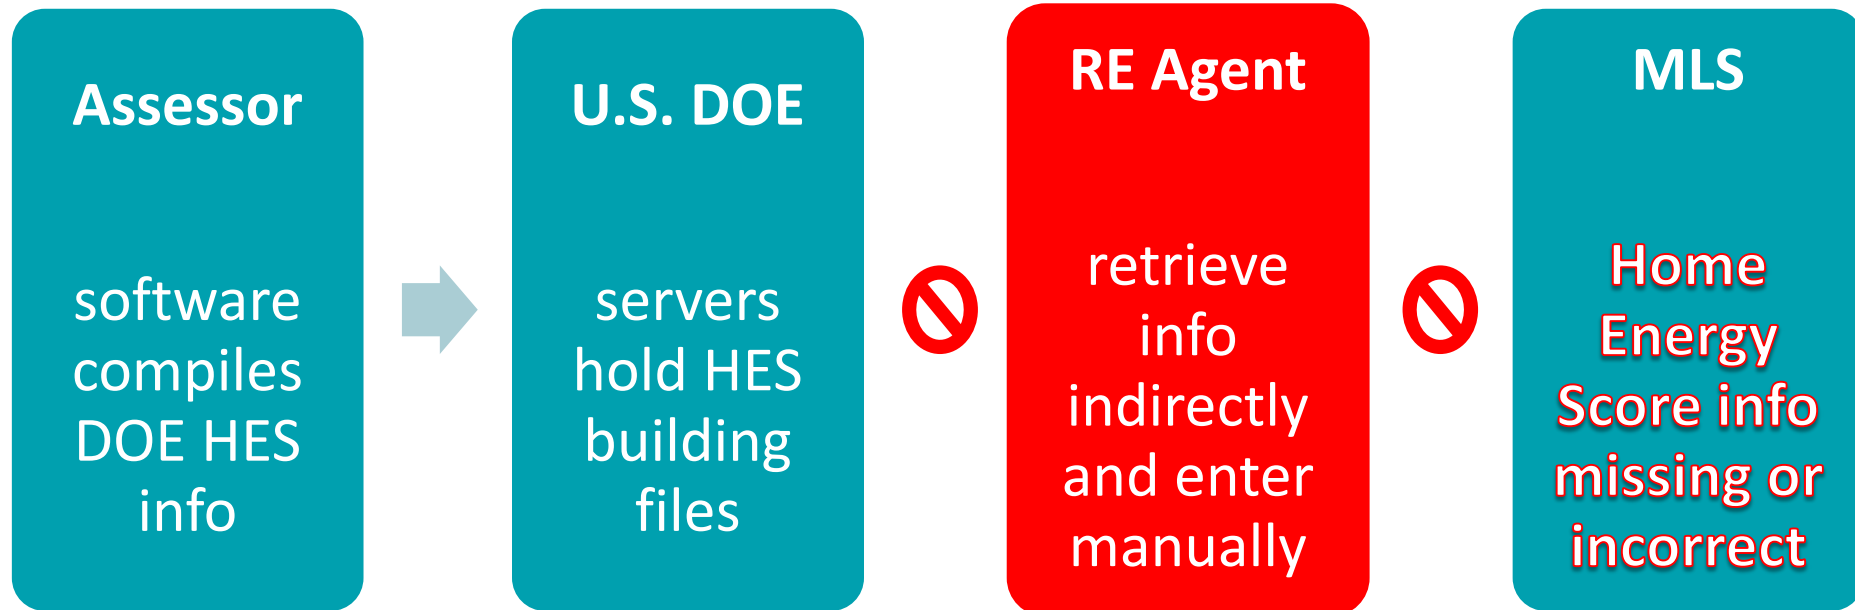 Assessor
software
compiles
DOE HES
info
U.S. DOE
servers
hold HES
building
files
RE Agent
retrieve
info
indirectly
and enter
manually
MLS
Home
Energy
Score info
missing or
incorrect